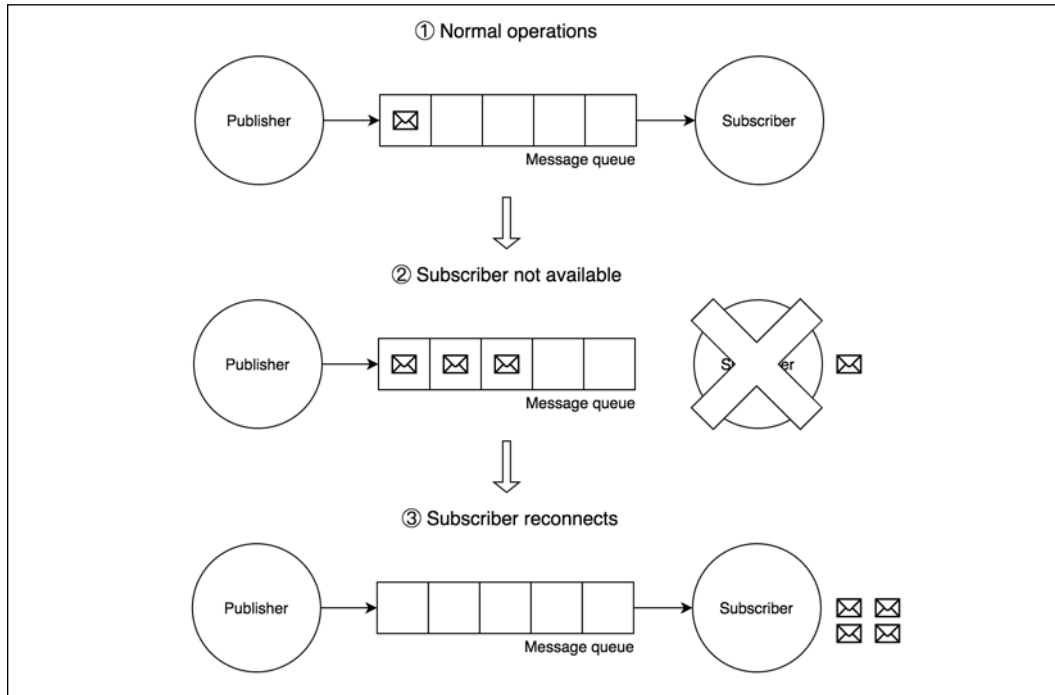 ① Normal operations
Publisher
Subscriber
Message queue
② Subscriber not available
Publisher
Message queue
③ Subscriber reconnects
Publisher
Subscriber
Message queue